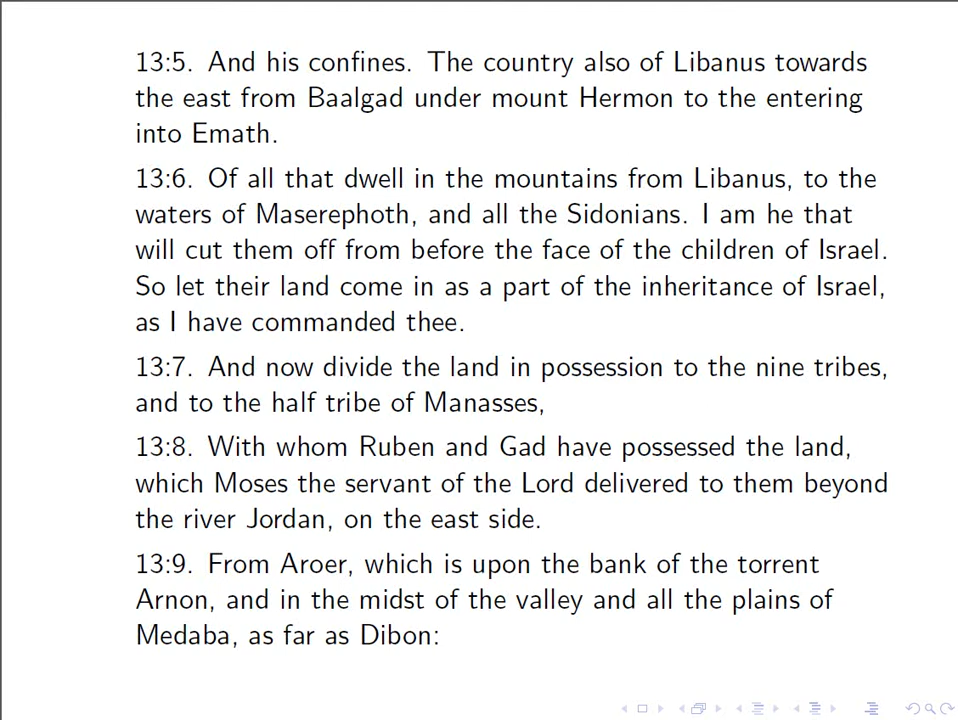 13:5. And his confines. The country also of Libanus towards
the east from Baalgad under mount Hermon to the entering
into Emath.
13:6. Of all that dwell in the mountains from Libanus, to the
waters of Maserephoth, and all the Sidonians. I am he that
will cut them off from before the face of the children of Israel.
So let their land come in as a part of the inheritance of Israel,
as I have commanded thee.
13:7. And now divide the land in possession to the nine tribes,
and to the half tribe of Manasses,
13:8. With whom Ruben and Gad have possessed the land,
which Moses the servant of the Lord delivered to them beyond
the river Jordan, on the east side.
13:9. From Aroer, which is upon the bank of the torrent
Arnon, and in the midst of the valley and all the plains of
Medaba, as far as Dibon: